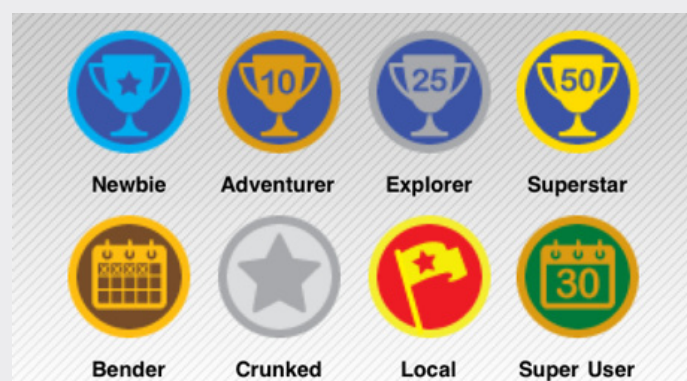 10 25 50
Newbie Adventurer Explorer Superstar
30
Bender Crunked Local Super User